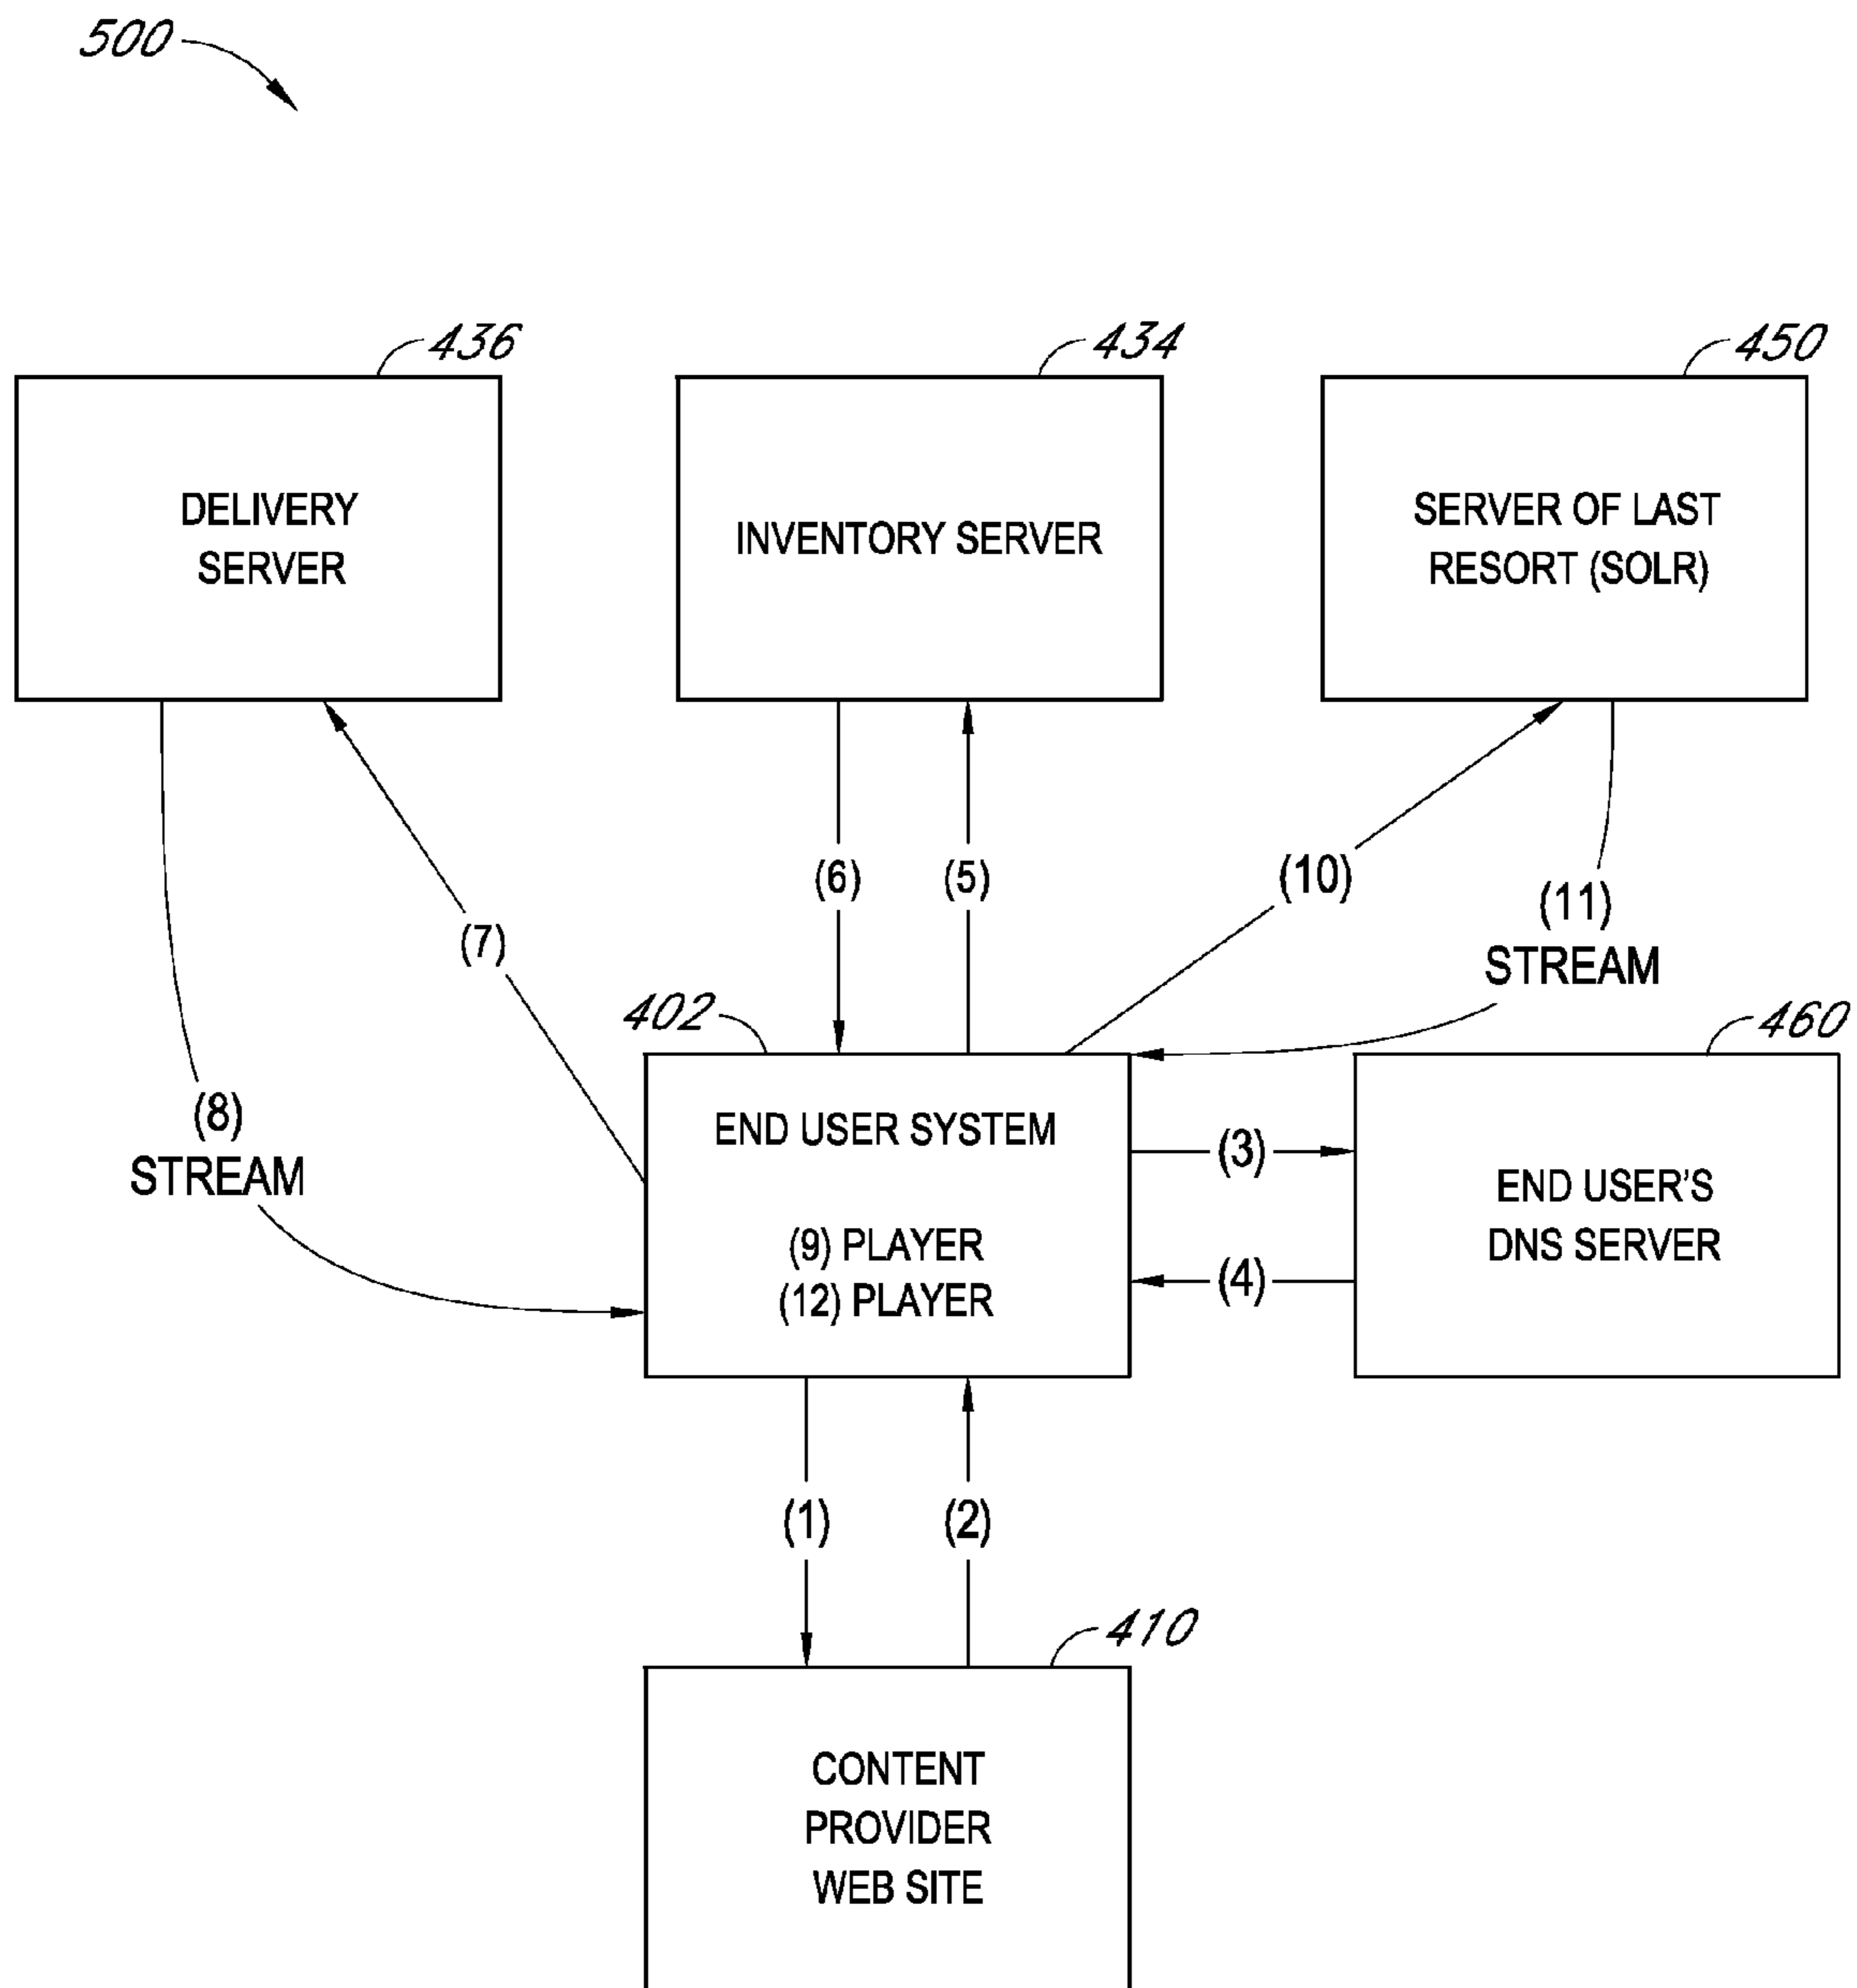 500
436
434
450
DELIVERY
SERVER
INVENTORY SERVER
SERVER OF LAST
RESORT (SOLR)
(6)
(5)
(10)
(11)
STREAM
(7)
402
460
(8)
STREAM
END USER SYSTEM
(9) PLAYER
(12) PLAYER
(3)
(4)
END USER'S
DNS SERVER
(1)
(2)
410
CONTENT
PROVIDER
WEB SITE